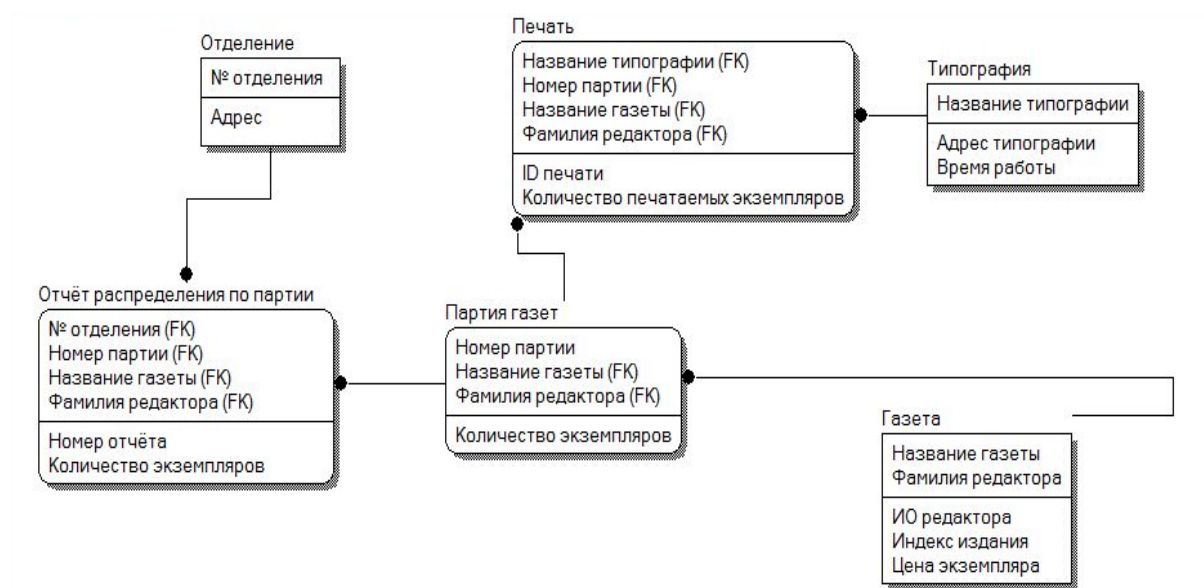 Отделение
№ отделения
Адрес
Печать
Название типографии (FK)
Номер партии (FK)
Название газеты (FK)
Фамилия редактора (FK)
ID печати
Количество печатаемых экземпляров
Типография
Название типографии
Адрес типографии
Время работы
Отчёт распределения по партии
№ отделения (FK)
Номер партии (FK)
Название газеты (FK)
Фамилия редактора (FK)
Номер отчёта
Количество экземпляров
Партия газет
Номер партии
Название газеты (FK)
Фамилия редактора (FK)
Количество экземпляров
Газета
Название газеты
Фамилия редактора
ИО редактора
Индекс издания
Цена экземпляра